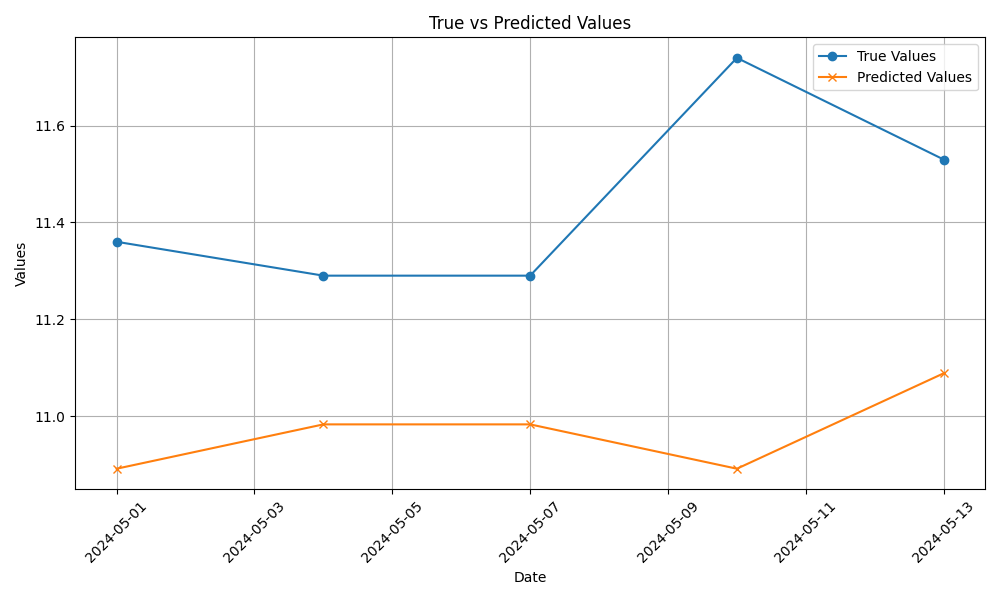 True vs Predicted Values
True Values
Predicted Values
Values
11.6
11.4
11.2
11.0
2024-05-01
2024-05-03
2024-05-05
2024-05-07
2024-05-09
2024-05-11
2024-05-13
Date